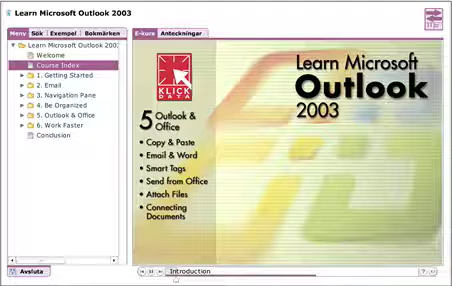 Learn Microsoft Outlook 2003
Meny Sök Exempel Bokmärken
E-kurs Anteckningar
Learn Microsoft Outlook 200
Welcome
Course Index
1. Getting Started
2. Email
3. Navigation Pane
4. Be Organized
5. Outlook & Office
6. Work Faster
Conclusion
KLICK
DATA
5 Outlook &
Office
• Copy & Paste
• Email & Word
• Smart Tags
• Send from Office
• Attach Files
• Connecting
Documents
Learn Microsoft
Outlook
2003
Avsluta
Introduction
?